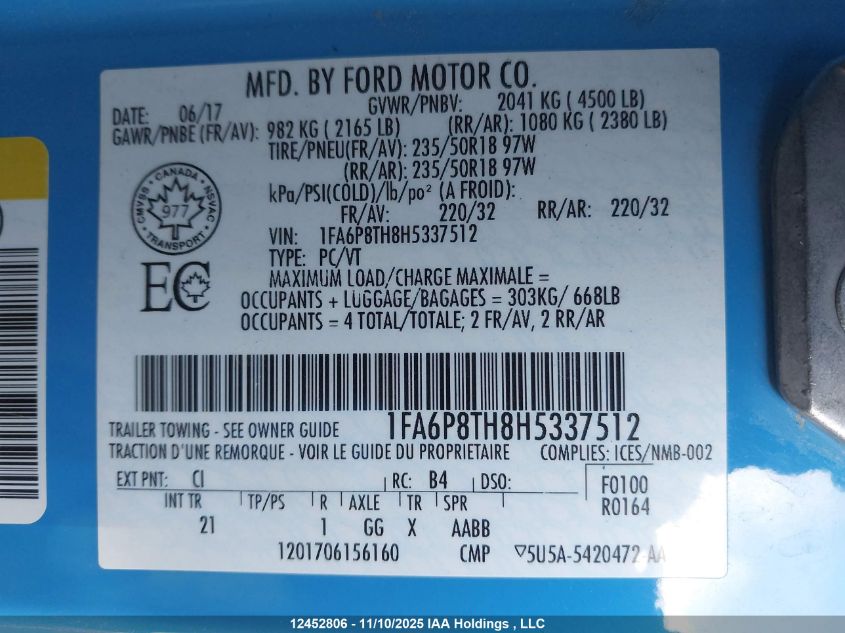 MFD. BY FORD MOTOR CO.
DATE: 06/17 GVWR/PNBV: 2041 KG ( 4500 LB)
GAWR/PNBE (FR/AV): 982 KG ( 2165 LB) (RR/AR): 1080 KG ( 2380 LB)
TIRE/PNEU(FR/AV): 235/50R18 97W
(RR/AR): 235/50R18 97W
kPa/PSI(COLD)/lb/po² (A FROID):
FR/AV: 220/32 RR/AR: 220/32
CANADA
CMVSS NSVAC
977
TRANSPORT
VIN: 1FA6P8TH8H5337512
TYPE: PC/VT
EC
MAXIMUM LOAD/CHARGE MAXIMALE =
OCCUPANTS + LUGGAGE/BAGAGES = 303KG/ 668LB
OCCUPANTS = 4 TOTAL/TOTALE; 2 FR/AV, 2 RR/AR
1FA6P8TH8H5337512
TRAILER TOWING - SEE OWNER GUIDE
TRACTION D'UNE REMORQUE - VOIR LE GUIDE DU PROPRIETAIRE COMPLIES: ICES/NMB-002
EXT PNT: CI RC: B4 DSO: F0100
INT TR TP/PS R AXLE TR SPR R0164
21 1 GG X AABB
1201706156160 CMP ▽5U5A-5420472-AA
12452806 - 11/10/2025 IAA Holdings , LLC